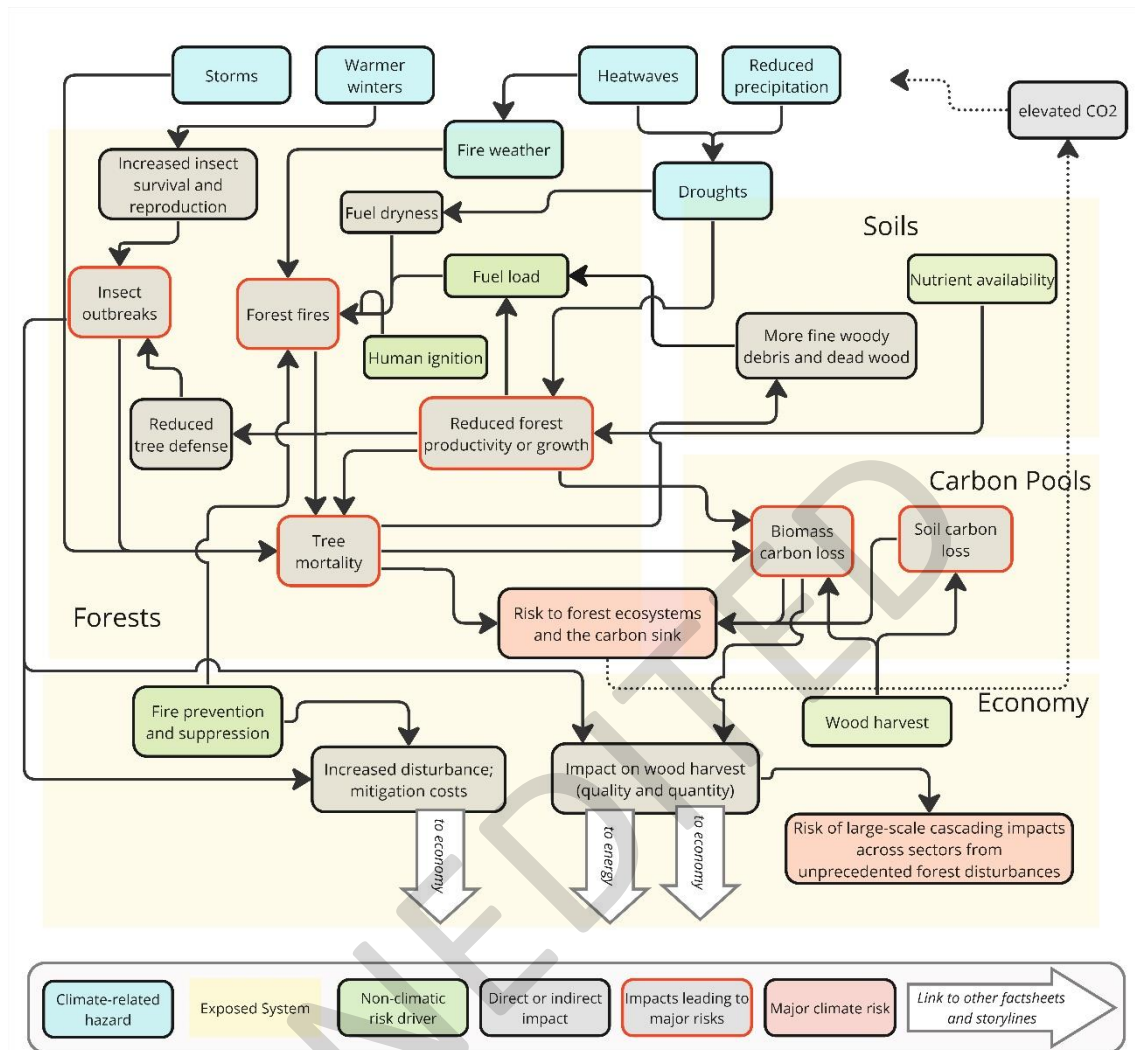 Storms
Warmer
winters
Heatwaves
Reduced
precipitation
elevated CO2
Fire weather
Increased insect
survival and
reproduction
Droughts
Fuel dryness
Soils
Fuel load
Nutrient availability
Insect
outbreaks
Forest fires
More fine woody
debris and dead wood
Human ignition
Reduced
tree defense
Reduced forest
productivity or growth
Carbon Pools
Tree
mortality
Biomass
carbon loss
Soil carbon
loss
Forests
Risk to forest ecosystems
and the carbon sink
Economy
Fire prevention
and suppression
Wood harvest
Increased disturbance;
mitigation costs
Impact on wood harvest
(quality and quantity)
to economy
to energy
to economy
Risk of large-scale cascading impacts
across sectors from
unprecedented forest disturbances
NEDITED
Climate-related
hazard
Exposed System
Non-climatic
risk driver
Direct or indirect
impact
Impacts leading to
major risks
Major climate risk
Link to other factsheets
and storylines